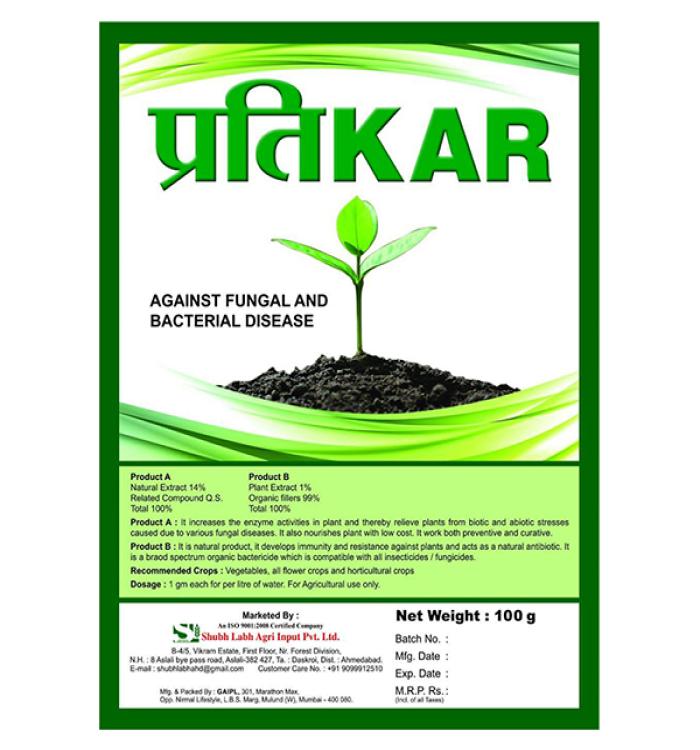 प्रतिKAR
AGAINST FUNGAL AND
BACTERIAL DISEASE
Product A Product B
Natural Extract 14% Plant Extract 1%
Related Compound Q.S. Organic fillers 99%
Total 100% Total 100%
Product A : It increases the enzyme activities in plant and thereby relieve plants from biotic and abiotic stresses
caused due to various fungal diseases. It also nourishes plant with low cost. It work both preventive and curative.
Product B : It is natural product, it develops immunity and resistance against plants and acts as a natural antibiotic. It
is a braod spectrum organic bactericide which is compatible with all insecticides / fungicides.
Recommended Crops : Vegetables, all flower crops and horticultural crops
Dosage : 1 gm each for per litre of water. For Agricultural use only.
Marketed By :
An ISO 9001:2008 Certified Company
Shubh Labh Agri Input Pvt. Ltd.
B-4/5, Vikram Estate, First Floor, Nr. Forest Division,
N.H. : 8 Aslali bye pass road, Aslali-382 427, Ta. : Daskroi, Dist. : Ahmedabad.
E-mail : shubhlabhahd@gmail.com Customer Care No. : +91 9099912510
Mfg. & Packed By : GAIPL, 301, Marathon Max,
Opp. Nirmal Lifestyle, L.B.S. Marg, Mulund (W), Mumbai - 400 080.
Net Weight : 100 g
Batch No. :
Mfg. Date :
Exp. Date :
M.R.P. Rs. :
(Incl. of all Taxes)